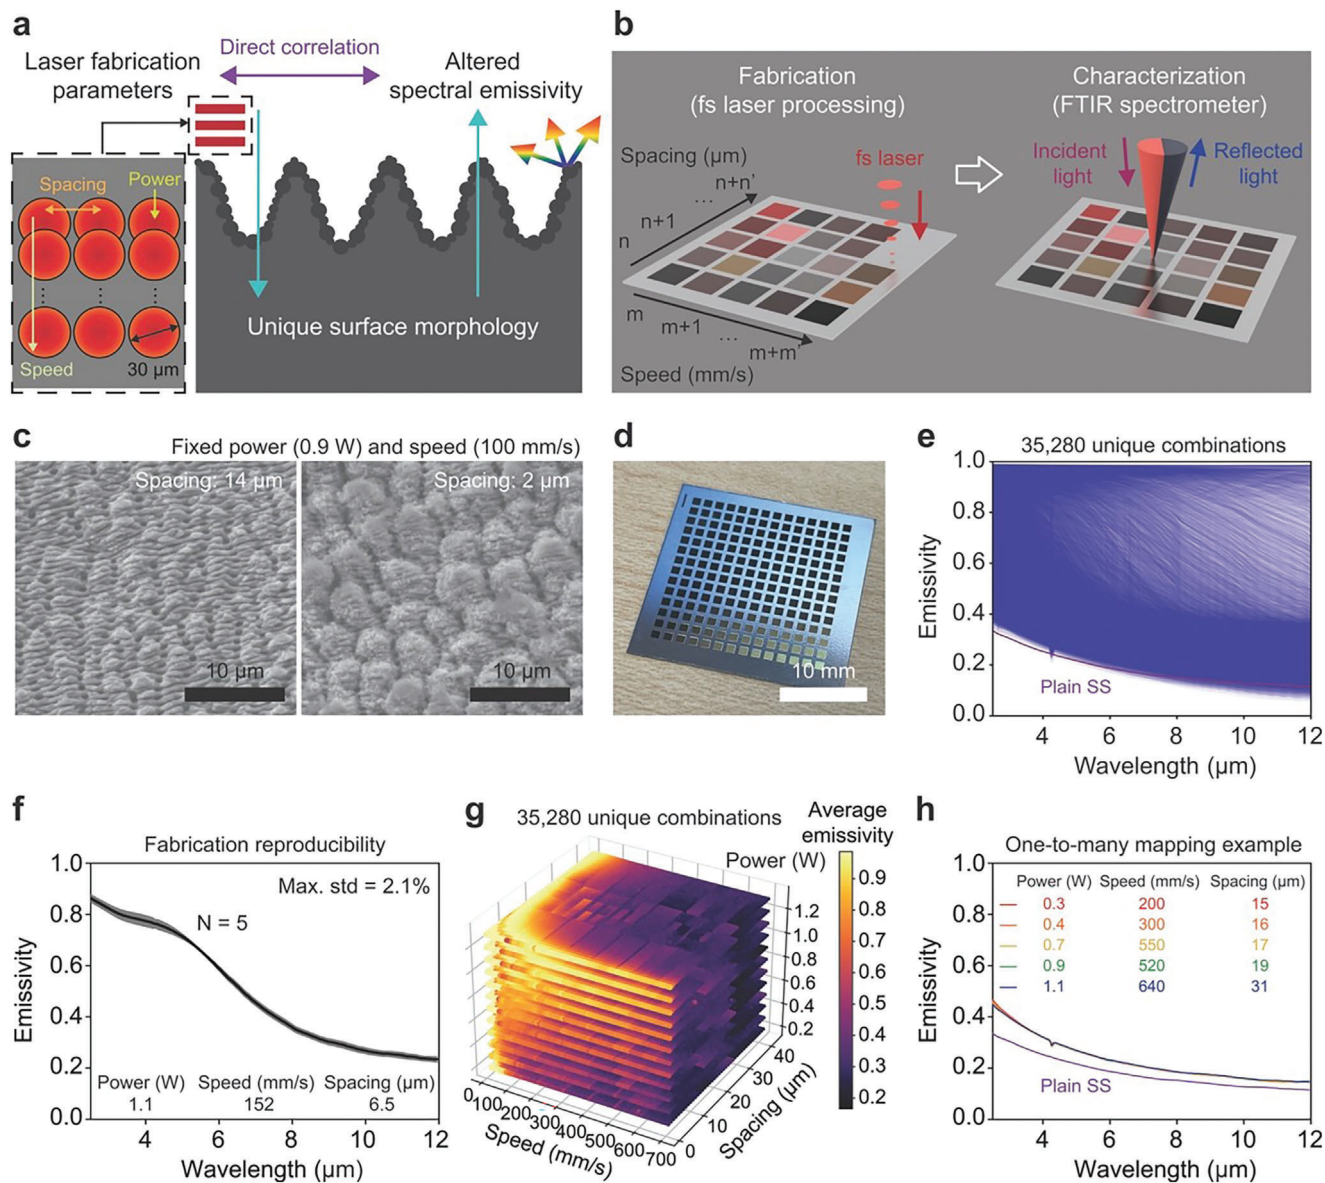 a
Direct correlation
Laser fabrication
parameters
Altered
spectral emissivity
Spacing
Power
Speed
30 µm
Unique surface morphology
b
Fabrication
(fs laser processing)
Characterization
(FTIR spectrometer)
Spacing (µm)
n
n+1
...
n+n'
fs laser
Incident
light
Reflected
light
m
m+1
...
m+m'
Speed (mm/s)
c
Fixed power (0.9 W) and speed (100 mm/s)
Spacing: 14 µm
Spacing: 2 µm
10 µm
10 µm
d
10 mm
e
35,280 unique combinations
1.0
0.8
0.6
0.4
0.2
0.0
Emissivity
Plain SS
4 6 8 10 12
Wavelength (µm)
f
Fabrication reproducibility
1.0
0.8
0.6
0.4
0.2
0.0
Emissivity
Max. std = 2.1%
N = 5
Power (W) Speed (mm/s) Spacing (µm)
1.1 152 6.5
4 6 8 10 12
Wavelength (µm)
g
35,280 unique combinations
Average
emissivity
Power (W)
1.2
1.0
0.8
0.6
0.4
0.2
0.9
0.8
0.7
0.6
0.5
0.4
0.3
0.2
0 100 200 300 400 500 600 700
Speed (mm/s)
0 10 20 30 40
Spacing (µm)
h
One-to-many mapping example
1.0
0.8
0.6
0.4
0.2
0.0
Emissivity
Power (W) Speed (mm/s) Spacing (µm)
0.3 200 15
0.4 300 16
0.7 550 17
0.9 520 19
1.1 640 31
Plain SS
4 6 8 10 12
Wavelength (µm)